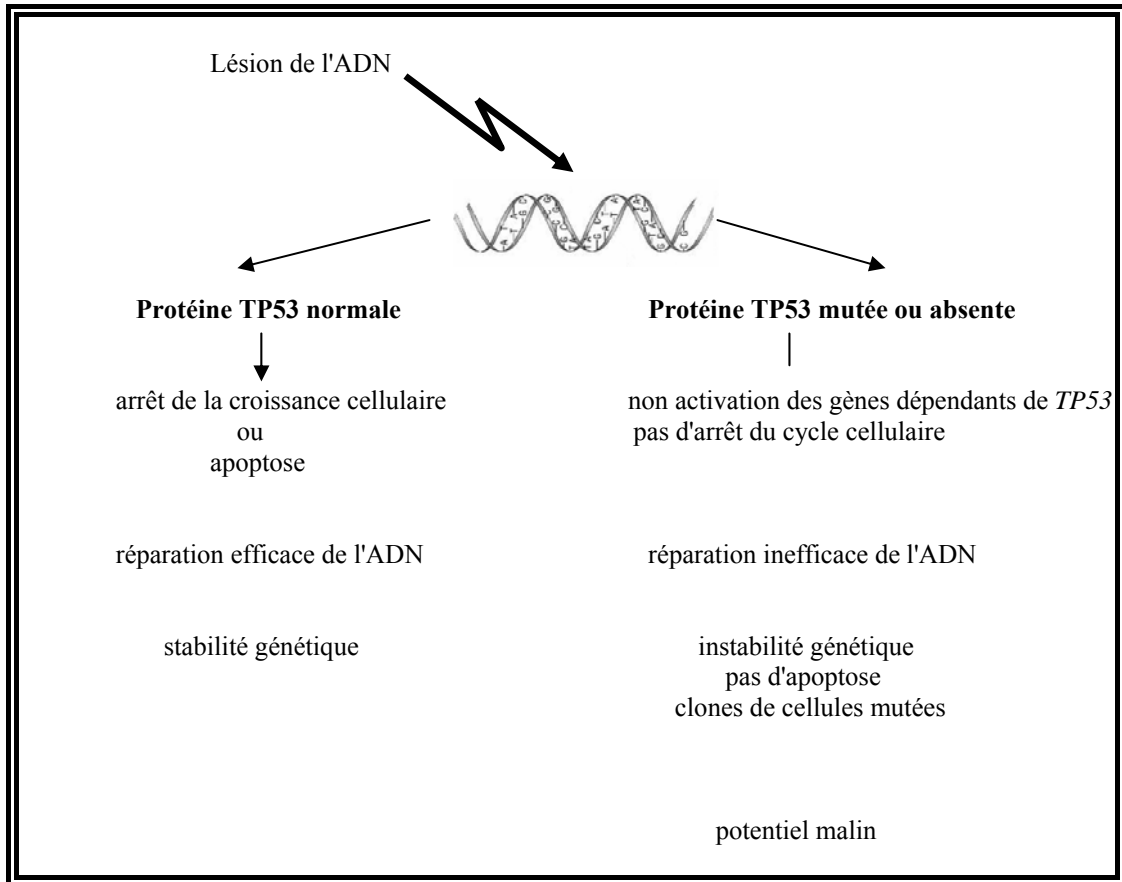 Lésion de l'ADN
Protéine TP53 normale
arrêt de la croissance cellulaire
ou
apoptose
réparation efficace de l'ADN
stabilité génétique
Protéine TP53 mutée ou absente
non activation des gènes dépendants de TP53
pas d'arrêt du cycle cellulaire
réparation inefficace de l'ADN
instabilité génétique
pas d'apoptose
clones de cellules mutées
potentiel malin